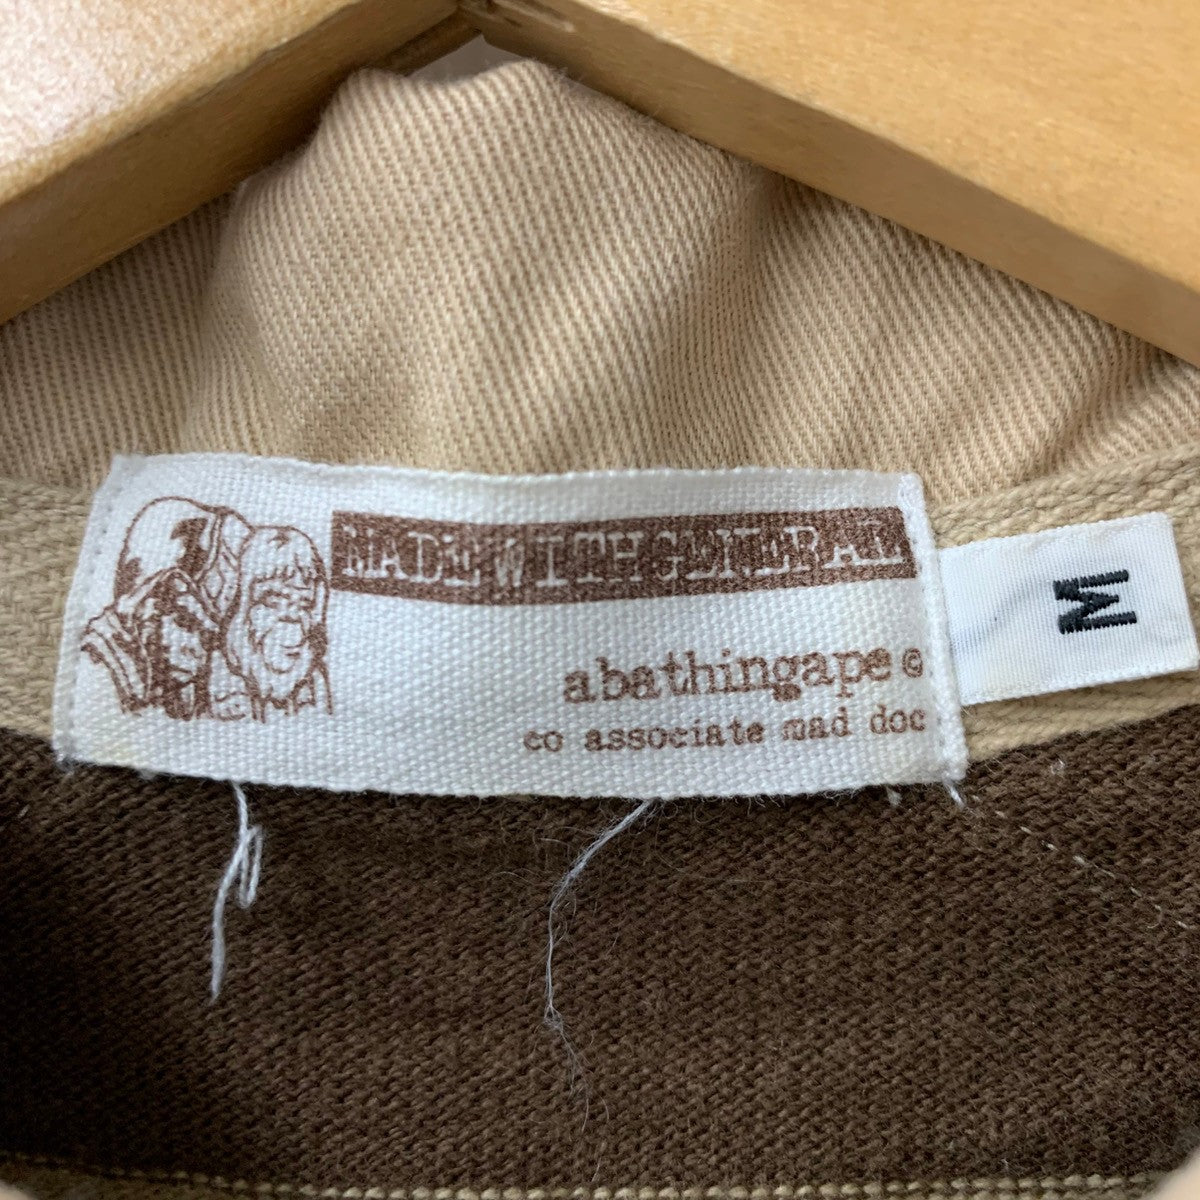 MADE WITH GENERAL
abathingape ©
co associate mad doc
M